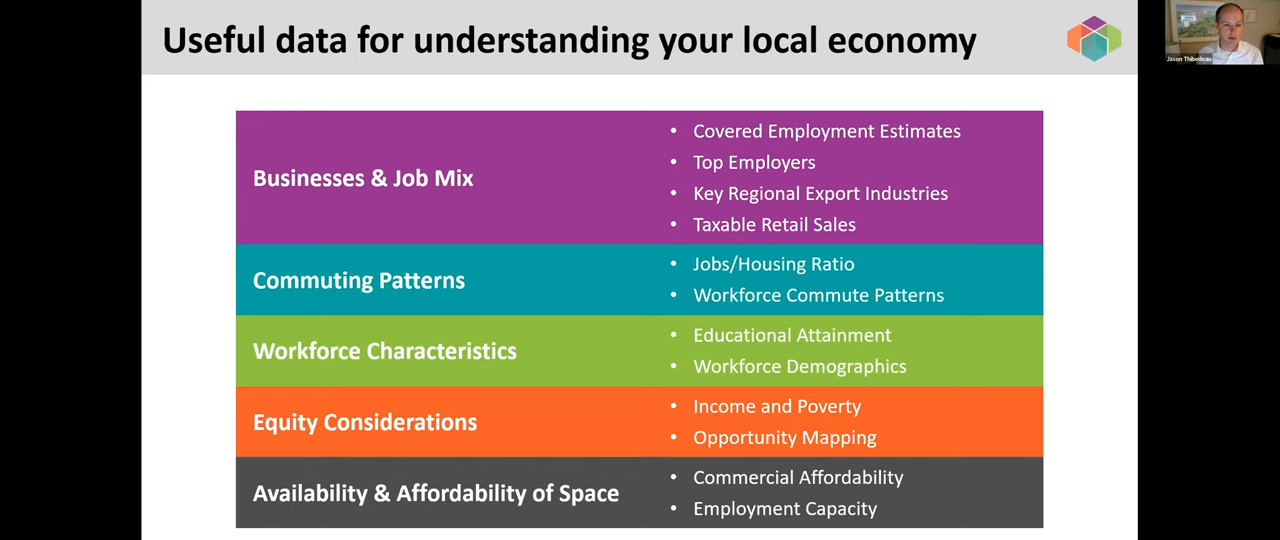 Useful data for understanding your local economy
Jason Thibedeau
Businesses & Job Mix
• Covered Employment Estimates
• Top Employers
• Key Regional Export Industries
• Taxable Retail Sales
Commuting Patterns
• Jobs/Housing Ratio
• Workforce Commute Patterns
Workforce Characteristics
• Educational Attainment
• Workforce Demographics
Equity Considerations
• Income and Poverty
• Opportunity Mapping
Availability & Affordability of Space
• Commercial Affordability
• Employment Capacity